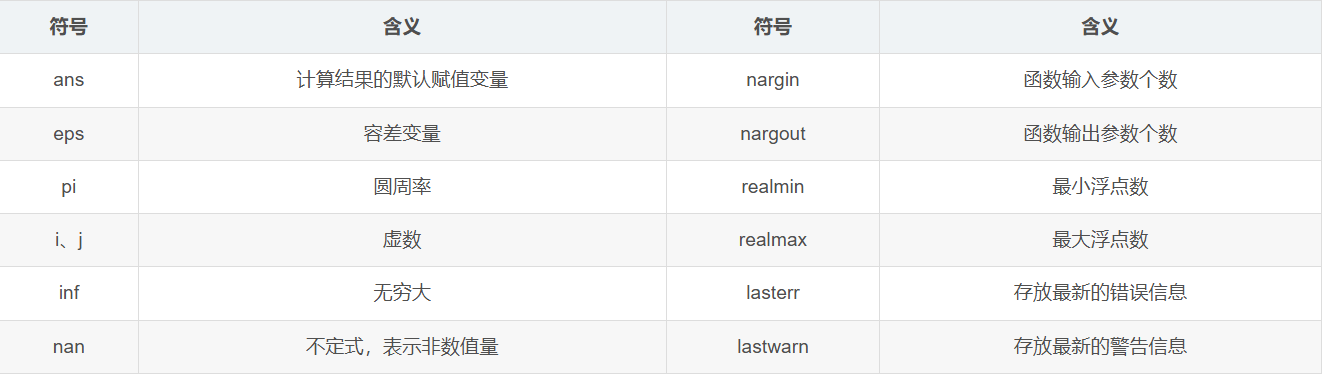 符号 含义 符号 含义
ans 计算结果的默认赋值变量 nargin 函数输入参数个数
eps 容差变量 nargout 函数输出参数个数
pi 圆周率 realmin 最小浮点数
i、j 虚数 realmax 最大浮点数
inf 无穷大 lasterr 存放最新的错误信息
nan 不定式，表示非数值量 lastwarn 存放最新的警告信息